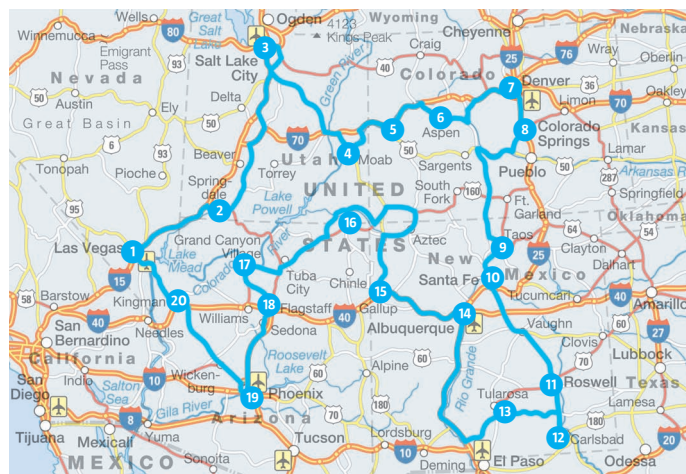 Great
Salt
Lake
Wells
Ogden
4123
Kings Peak
Wyoming
Cheyenne
Nebraska
Winnemucca
80
Emigrant
Pass
93
3
Salt Lake
City
Green River
Craig
40
25
76
Wray
Oberlin
Nevada
Colorado
50
Austin
Ely
93
Delta
7
Denver
36
Limon
Oakley
70
Great Basin
6
50
70
5
6
Aspen
8
Colorado
Springs
Kansas
Utah
4
Moab
50
Sargents
Pueblo
50
Lamar
Tonopah
Pioche
Beaver
Torrey
Arkansas R
287
Springfield
95
93
Spring-
dale
Lake
Powell
UNITED
South
Fork
160
Ft.
Garland
Oklahoma
2
16
STATES
Taos
64
54
Las Vegas
1
Grand Canyon
Village
River
Aztec
9
25
Clayton
Dalhart
Lake
Mead
Colorado
17
Tuba
City
Chinle
New
Santa Fe
10
Mexico
15
Barstow
Kingman
20
18
Flagstaff
15
Gallup
Tucumcari
40
Amarillo
40
Needles
Williams
Sedona
40
Albuquerque
14
Vaughn
San
Bernardino
California
Roosevelt
Lake
60
60
Clovis
27
Lubbock
Indio
Salton
Sea
10
Wicken-
burg
Alpine
Rio Grande
11
Roswell
Texas
San
Diego
Gila River
19
Phoenix
180
Tularosa
13
180
Lamesa
8
Arizona
Tijuana
Mexicali
Yuma
Tucson
Lordsburg
10
Deming
12
Carlsbad
20
MEXICO
Sonoita
El Paso
Odessa